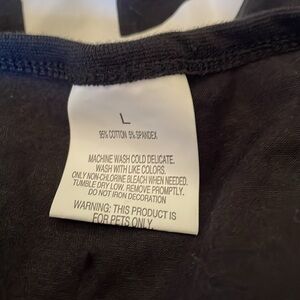 L
95% COTTON 5% SPANDEX
MACHINE WASH COLD DELICATE.
WASH WITH LIKE COLORS.
ONLY NON-CHLORINE BLEACH WHEN NEEDED.
TUMBLE DRY LOW. REMOVE PROMPTLY.
DO NOT IRON DECORATION
WARNING: THIS PRODUCT IS
FOR PETS ONLY.